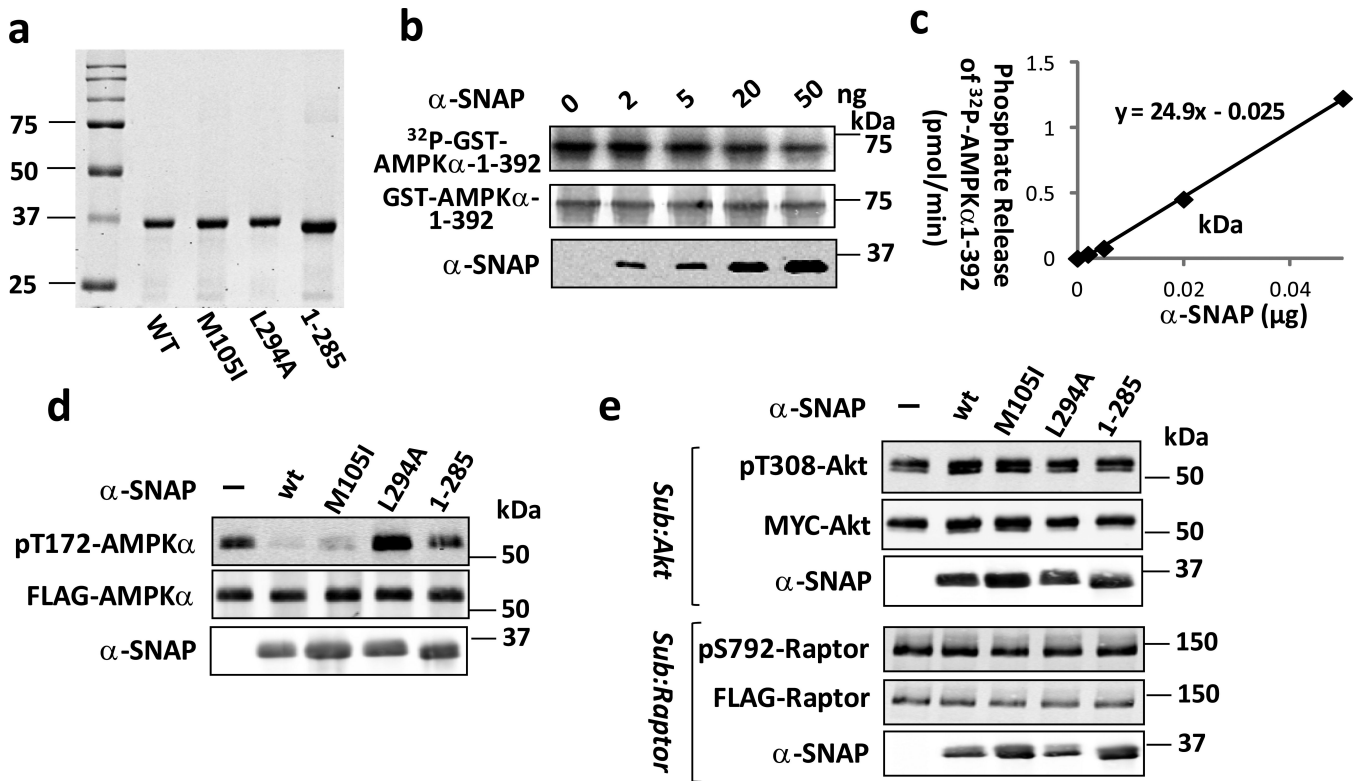 a
75
50
37
25
WT
M105I
L294A
1-285
b
α-SNAP
0
2
5
20
50
ng
kDa
³²P-GST-
AMPKα-1-392
75
GST-AMPKα-
1-392
75
α-SNAP
37
c
Phosphate Release
of ³²P-AMPKα1-392
(pmol/min)
1.5
1
0.5
0
y = 24.9x - 0.025
kDa
0
0.02
0.04
α-SNAP (µg)
d
α-SNAP
–
wt
M105I
L294A
1-285
kDa
pT172-AMPKα
50
FLAG-AMPKα
50
α-SNAP
37
e
α-SNAP
–
wt
M105I
L294A
1-285
kDa
Sub:Akt
pT308-Akt
50
MYC-Akt
50
α-SNAP
37
Sub:Raptor
pS792-Raptor
150
FLAG-Raptor
150
α-SNAP
37